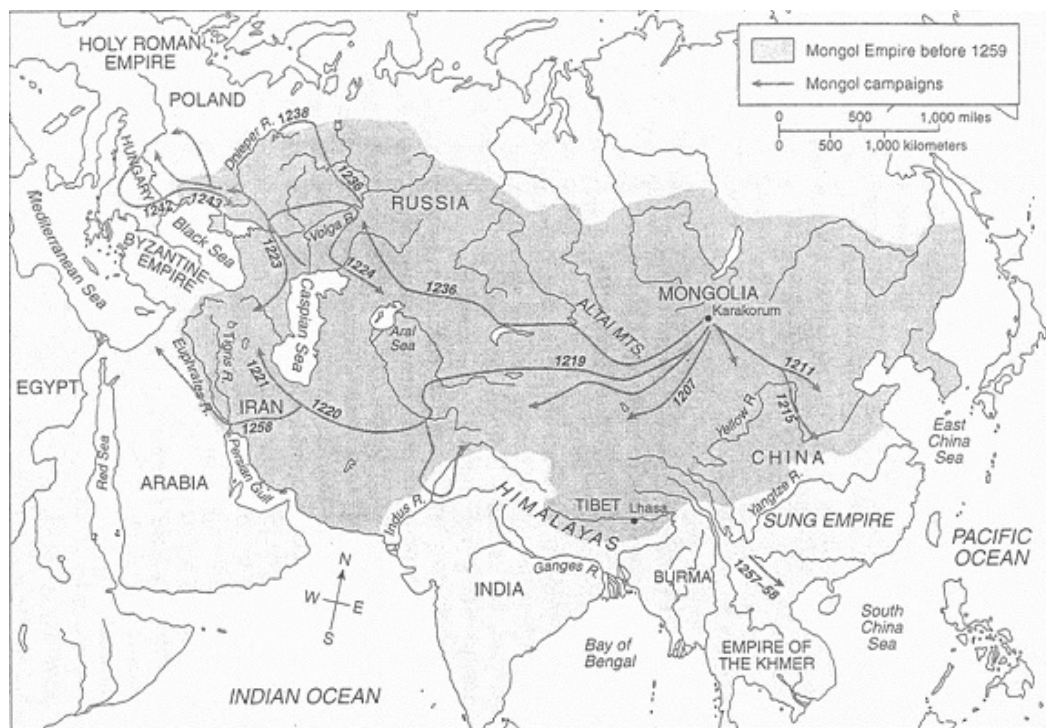 HOLY ROMAN
EMPIRE
POLAND
Mongol Empire before 1259
Mongol campaigns
0 500 1,000 miles
0 500 1,000 kilometers
Dnieper R.
1238
1236
HUNGARY
RUSSIA
1242
1243
Volga R.
Black Sea
1223
1224
BYZANTINE
EMPIRE
Mediterranean Sea
1236
ALTAI MTS.
MONGOLIA
Karakorum
Caspian Sea
Aral
Sea
1219
1211
EGYPT
Euphrates R.
Tigris R.
1221
IRAN
1220
1207
1215
Yellow R.
1258
East
China
Sea
Red Sea
ARABIA
Persian Gulf
Indus R.
HIMALAYAS
TIBET
Lhasa
CHINA
Yangtze R.
SUNG EMPIRE
PACIFIC
OCEAN
N
W E
S
INDIA
Ganges R.
BURMA
1257–58
Bay of
Bengal
South
China
Sea
EMPIRE OF
THE KHMER
INDIAN OCEAN